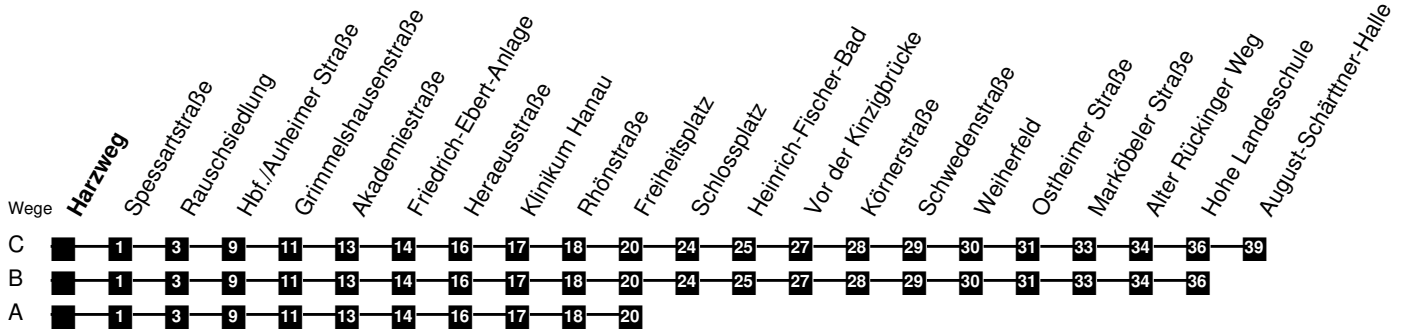 Harzweg
Spessartstraße
Rauschsiedlung
Hbf./Auheimer Straße
Grimmelshausenstraße
Akademiestraße
Friedrich-Ebert-Anlage
Heraeusstraße
Klinikum Hanau
Rhönstraße
Freiheitsplatz
Schlossplatz
Heinrich-Fischer-Bad
Vor der Kinzigbrücke
Körnerstraße
Schwedenstraße
Weiherfeld
Ostheimer Straße
Marköbeler Straße
Alter Rückinger Weg
Hohe Landesschule
August-Schärttner-Halle
Wege
C 1 3 9 11 13 14 16 17 18 20 24 25 27 28 29 30 31 33 34 36 39
B 1 3 9 11 13 14 16 17 18 20 24 25 27 28 29 30 31 33 34 36
A 1 3 9 11 13 14 16 17 18 20